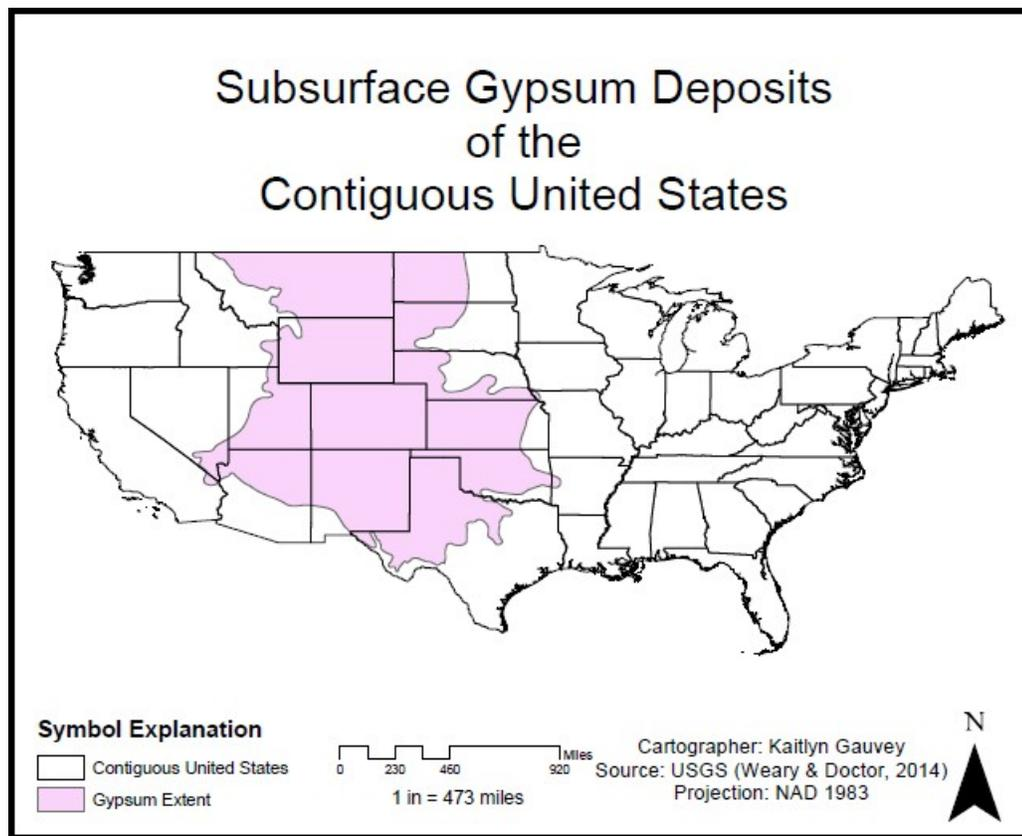 Subsurface Gypsum Deposits
of the
Contiguous United States
Symbol Explanation
Contiguous United States
Gypsum Extent
Miles
0 230 460 920
1 in = 473 miles
Cartographer: Kaitlyn Gauvey
Source: USGS (Weary & Doctor, 2014)
Projection: NAD 1983
N